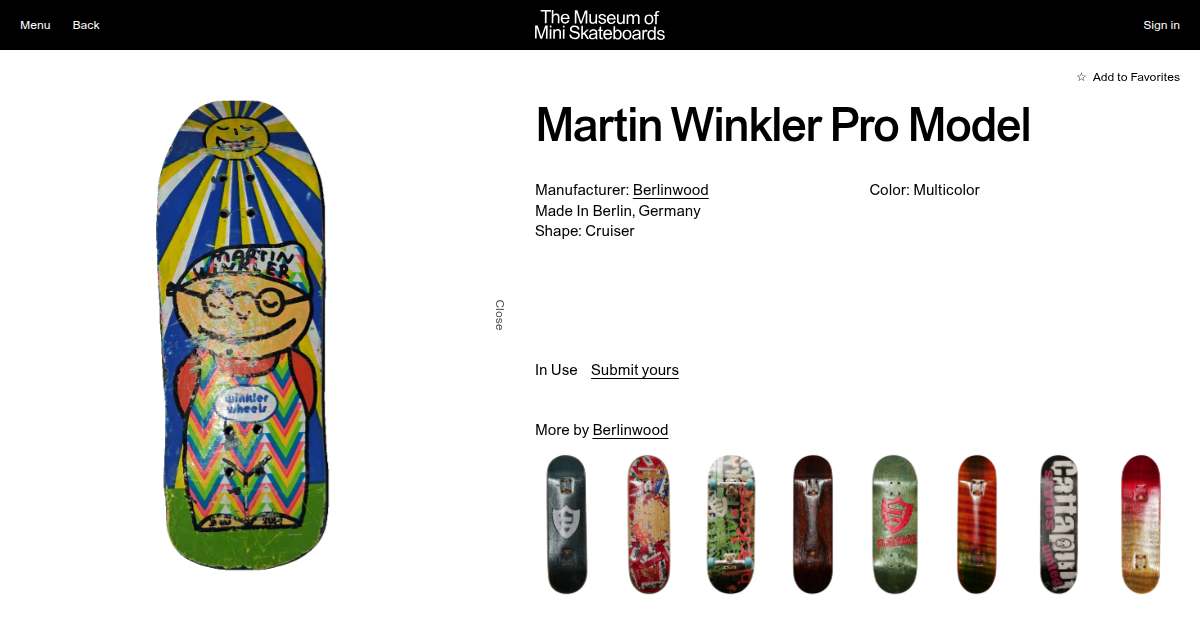 Menu
Back
The Museum of
Mini Skateboards
Sign in
☆ Add to Favorites
Martin Winkler Pro Model
Manufacturer: Berlinwood
Made In Berlin, Germany
Shape: Cruiser
Color: Multicolor
MARTIN
WINKLER
winkler
wheels
Close
In Use
Submit yours
More by Berlinwood